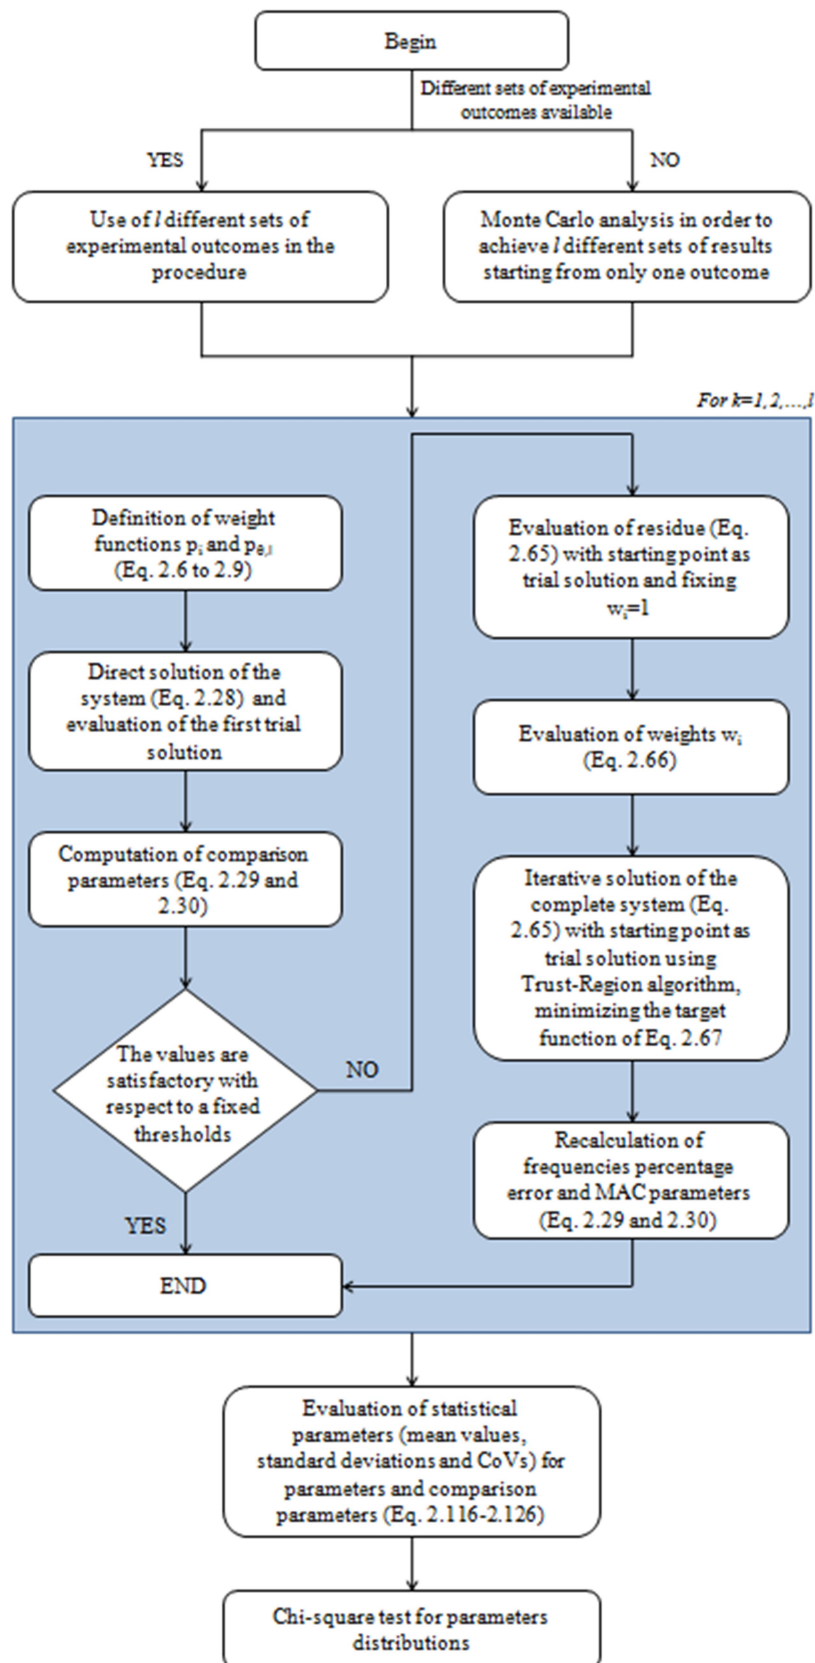 Begin
Different sets of experimental
outcomes available
YES
NO
Use of l different sets of
experimental outcomes in the
procedure
Monte Carlo analysis in order to
achieve l different sets of results
starting from only one outcome
For k=1,2,...,l
Definition of weight
functions pi and pθ,i
(Eq. 2.6 to 2.9)
Direct solution of the
system (Eq. 2.28) and
evaluation of the first trial
solution
Computation of comparison
parameters (Eq. 2.29 and
2.30)
The values are
satisfactory with
respect to a fixed
thresholds
NO
YES
END
Evaluation of residue (Eq.
2.65) with starting point as
trial solution and fixing
wi=1
Evaluation of weights wi
(Eq. 2.66)
Iterative solution of the
complete system (Eq.
2.65) with starting point as
trial solution using
Trust-Region algorithm,
minimizing the target
function of Eq. 2.67
Recalculation of
frequencies percentage
error and MAC parameters
(Eq. 2.29 and 2.30)
Evaluation of statistical
parameters (mean values,
standard deviations and CoVs) for
parameters and comparison
parameters (Eq. 2.116-2.126)
Chi-square test for parameters
distributions